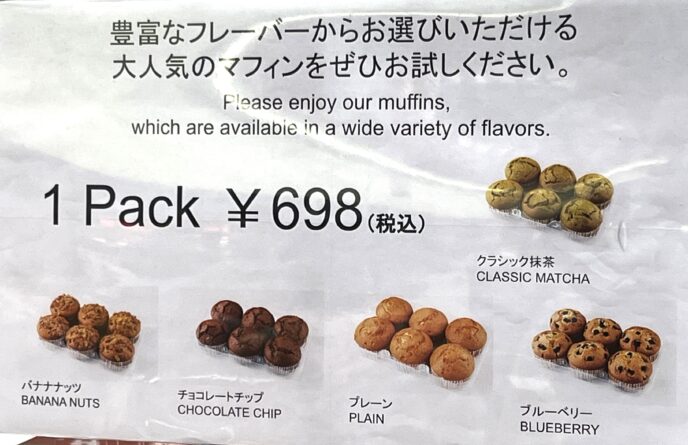 豊富なフレーバーからお選びいただける
大人気のマフィンをぜひお試しください。
Please enjoy our muffins,
which are available in a wide variety of flavors.
1 Pack ￥698(税込)
クラシック抹茶
CLASSIC MATCHA
バナナナッツ
BANANA NUTS
チョコレートチップ
CHOCOLATE CHIP
プレーン
PLAIN
ブルーベリー
BLUEBERRY